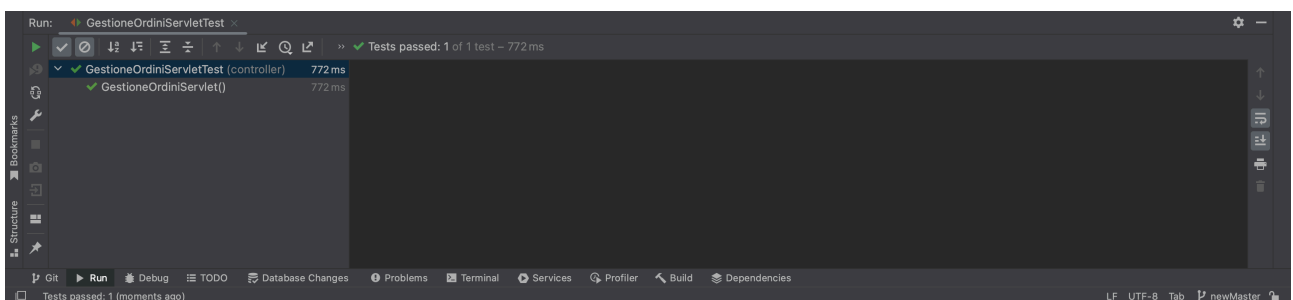 Run: GestioneOrdiniServletTest ×
» Tests passed: 1 of 1 test – 772 ms
GestioneOrdiniServletTest (controller) 772 ms
GestioneOrdiniServlet() 772 ms
Bookmarks
Structure
Git Run Debug TODO Database Changes Problems Terminal Services Profiler Build Dependencies
Tests passed: 1 (moments ago) LF UTF-8 Tab newMaster